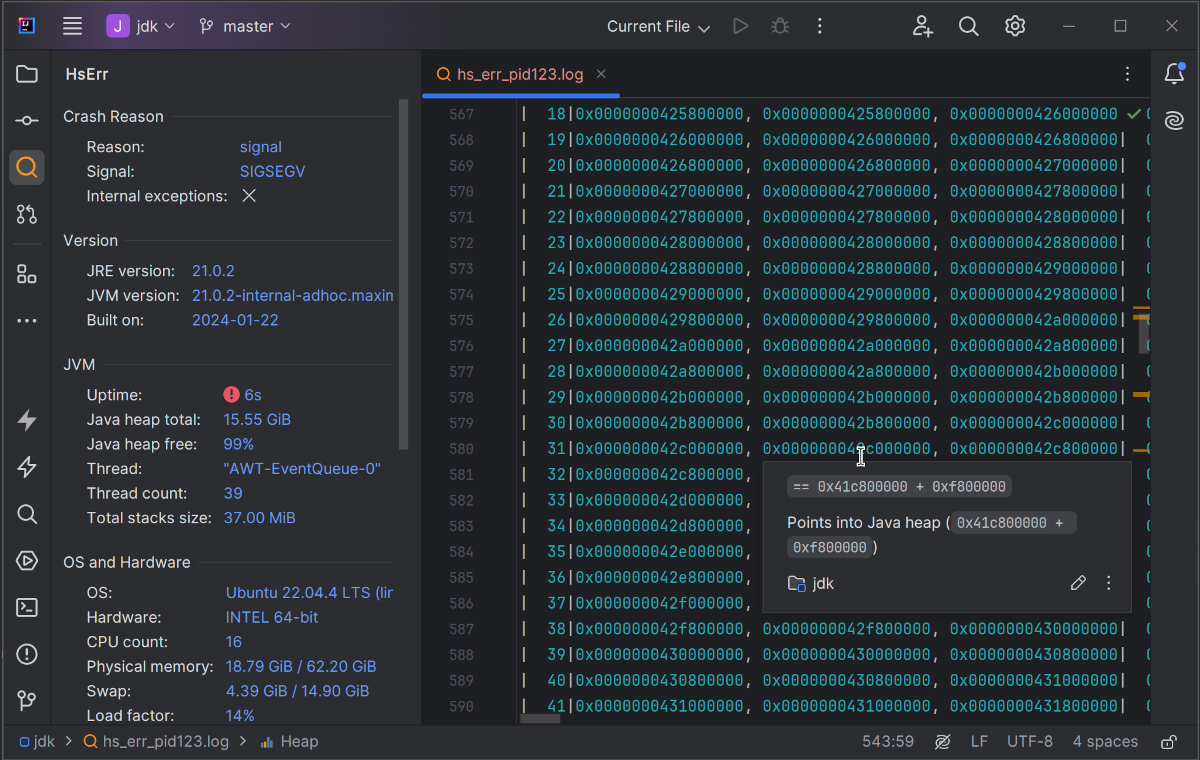 J jdk master Current File
HsErr
hs_err_pid123.log
Crash Reason
Reason: signal
Signal: SIGSEGV
Internal exceptions:
Version
JRE version: 21.0.2
JVM version: 21.0.2-internal-adhoc.maxin
Built on: 2024-01-22
JVM
Uptime: 6s
Java heap total: 15.55 GiB
Java heap free: 99%
Thread: "AWT-EventQueue-0"
Thread count: 39
Total stacks size: 37.00 MiB
OS and Hardware
OS: Ubuntu 22.04.4 LTS (lin
Hardware: INTEL 64-bit
CPU count: 16
Physical memory: 18.79 GiB / 62.20 GiB
Swap: 4.39 GiB / 14.90 GiB
Load factor: 14%
567 | 18|0x0000000425800000, 0x0000000425800000, 0x0000000426000000
568 | 19|0x0000000426000000, 0x0000000426000000, 0x0000000426800000|
569 | 20|0x0000000426800000, 0x0000000426800000, 0x0000000427000000|
570 | 21|0x0000000427000000, 0x0000000427000000, 0x0000000427800000|
571 | 22|0x0000000427800000, 0x0000000427800000, 0x0000000428000000|
572 | 23|0x0000000428000000, 0x0000000428000000, 0x0000000428800000|
573 | 24|0x0000000428800000, 0x0000000428800000, 0x0000000429000000|
574 | 25|0x0000000429000000, 0x0000000429000000, 0x0000000429800000|
575 | 26|0x0000000429800000, 0x0000000429800000, 0x000000042a000000|
576 | 27|0x000000042a000000, 0x000000042a000000, 0x000000042a800000|
577 | 28|0x000000042a800000, 0x000000042a800000, 0x000000042b000000|
578 | 29|0x000000042b000000, 0x000000042b000000, 0x000000042b800000|
579 | 30|0x000000042b800000, 0x000000042b800000, 0x000000042c000000|
580 | 31|0x000000042c000000, 0x000000042c000000, 0x000000042c800000|
581 | 32|0x000000042c800000,
582 | 33|0x000000042d000000,
583 | 34|0x000000042d800000,
584 | 35|0x000000042e000000,
585 | 36|0x000000042e800000,
586 | 37|0x000000042f000000,
587 | 38|0x000000042f800000, 0x000000042f800000, 0x0000000430000000|
588 | 39|0x0000000430000000, 0x0000000430000000, 0x0000000430800000|
589 | 40|0x0000000430800000, 0x0000000430800000, 0x0000000431000000|
590 | 41|0x0000000431000000, 0x0000000431000000, 0x0000000431800000|
== 0x41c800000 + 0xf800000
Points into Java heap (0x41c800000 +
0xf800000)
jdk
jdk > hs_err_pid123.log > Heap 543:59 LF UTF-8 4 spaces